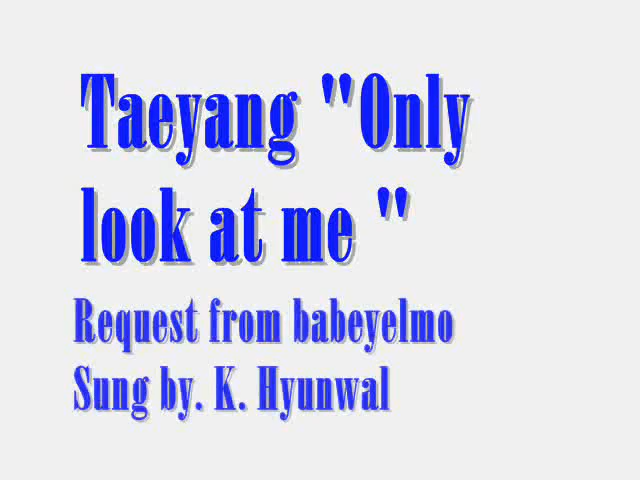 Taeyang "Only
look at me "
Request from babeyelmo
Sung by. K. Hyunwal